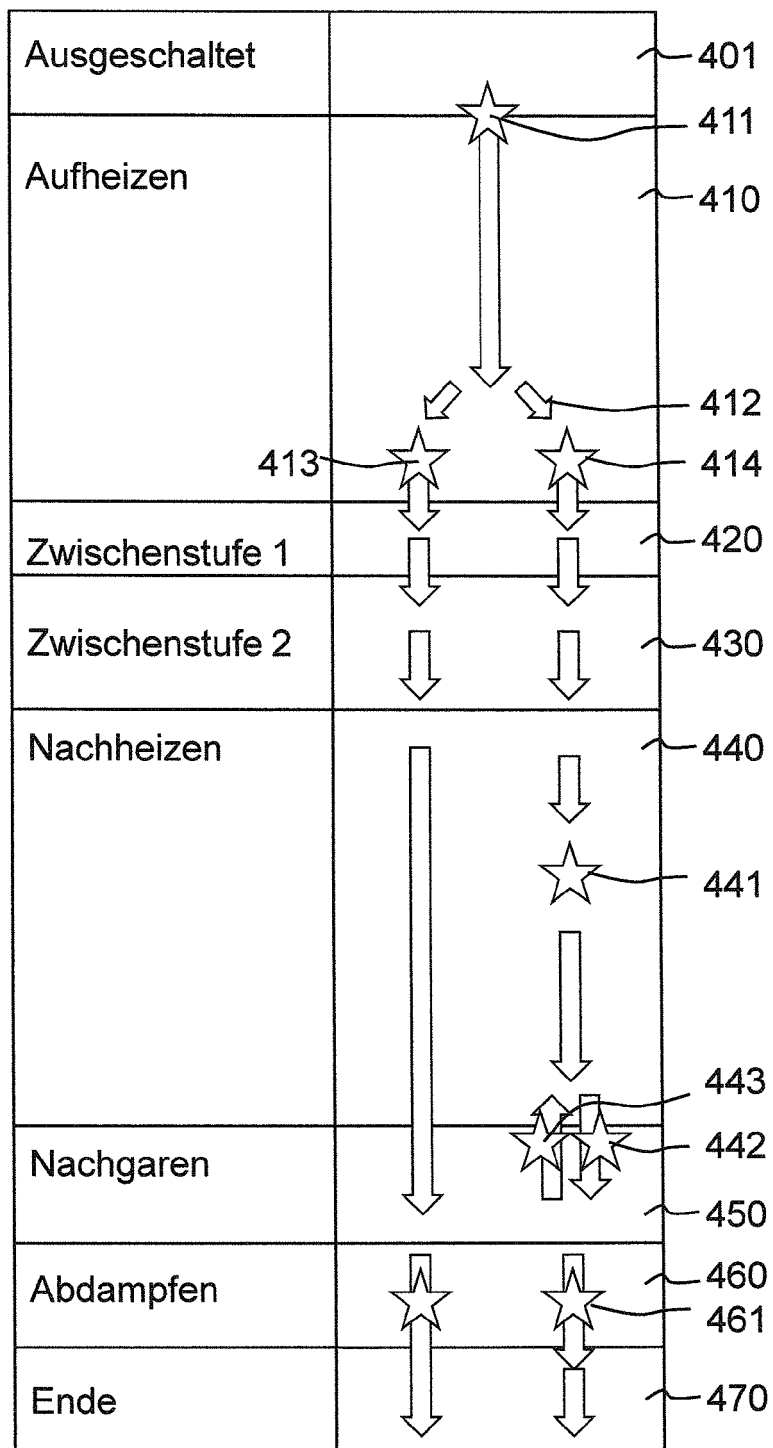 Ausgeschaltet 401
411
Aufheizen 410
412
413 414
Zwischenstufe 1 420
Zwischenstufe 2 430
Nachheizen 440
441
443
Nachgaren 442
450
Abdampfen 460
461
Ende 470